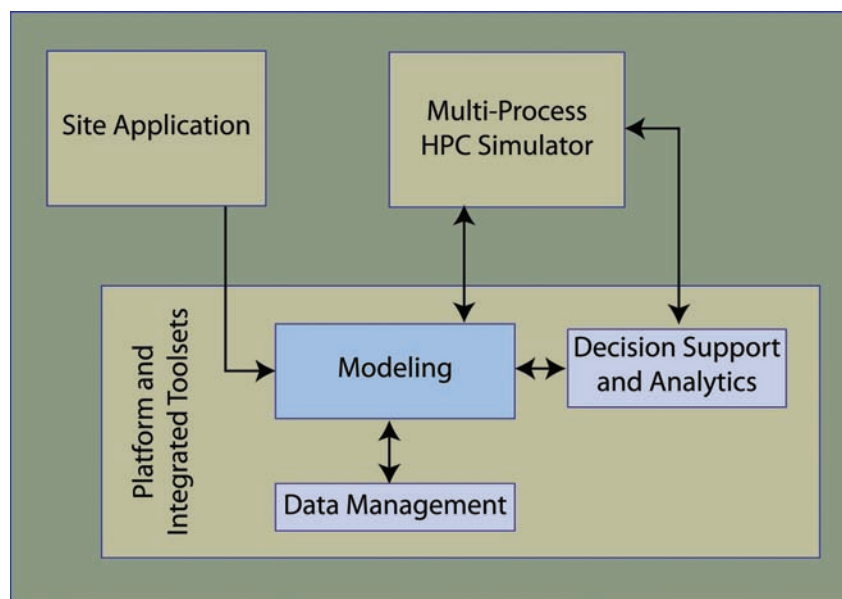 Site Application
Multi-Process
HPC Simulator
Platform and
Integrated Toolsets
Modeling
Decision Support
and Analytics
Data Management